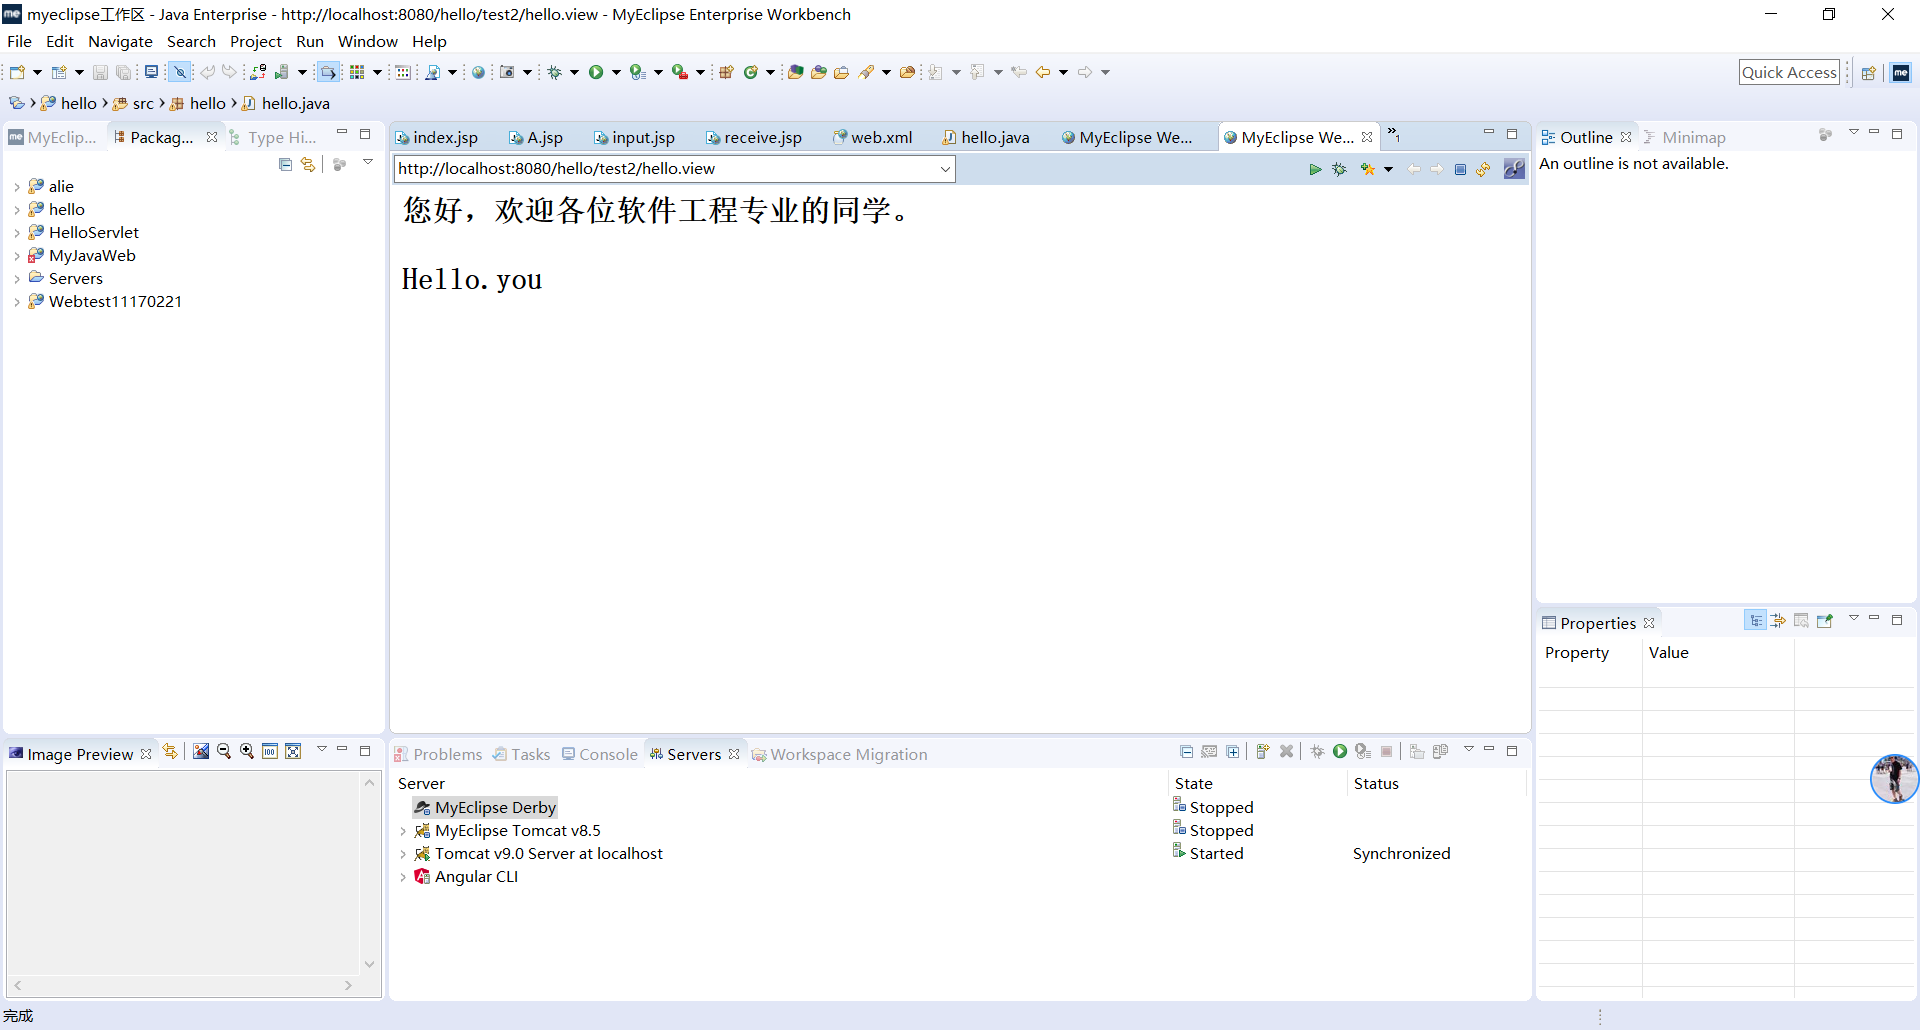 myeclipse工作区 - Java Enterprise - http://localhost:8080/hello/test2/hello.view - MyEclipse Enterprise Workbench
File Edit Navigate Search Project Run Window Help
Quick Access
hello src hello hello.java
MyEclip... Packag... Type Hi...
alie
hello
HelloServlet
MyJavaWeb
Servers
Webtest11170221
index.jsp A.jsp input.jsp receive.jsp web.xml hello.java MyEclipse We... MyEclipse We... 1
http://localhost:8080/hello/test2/hello.view
您好，欢迎各位软件工程专业的同学。
Hello.you
Outline Minimap
An outline is not available.
Properties
Property Value
Image Preview
Problems Tasks Console Servers Workspace Migration
Server State Status
MyEclipse Derby Stopped
MyEclipse Tomcat v8.5 Stopped
Tomcat v9.0 Server at localhost Started Synchronized
Angular CLI
完成